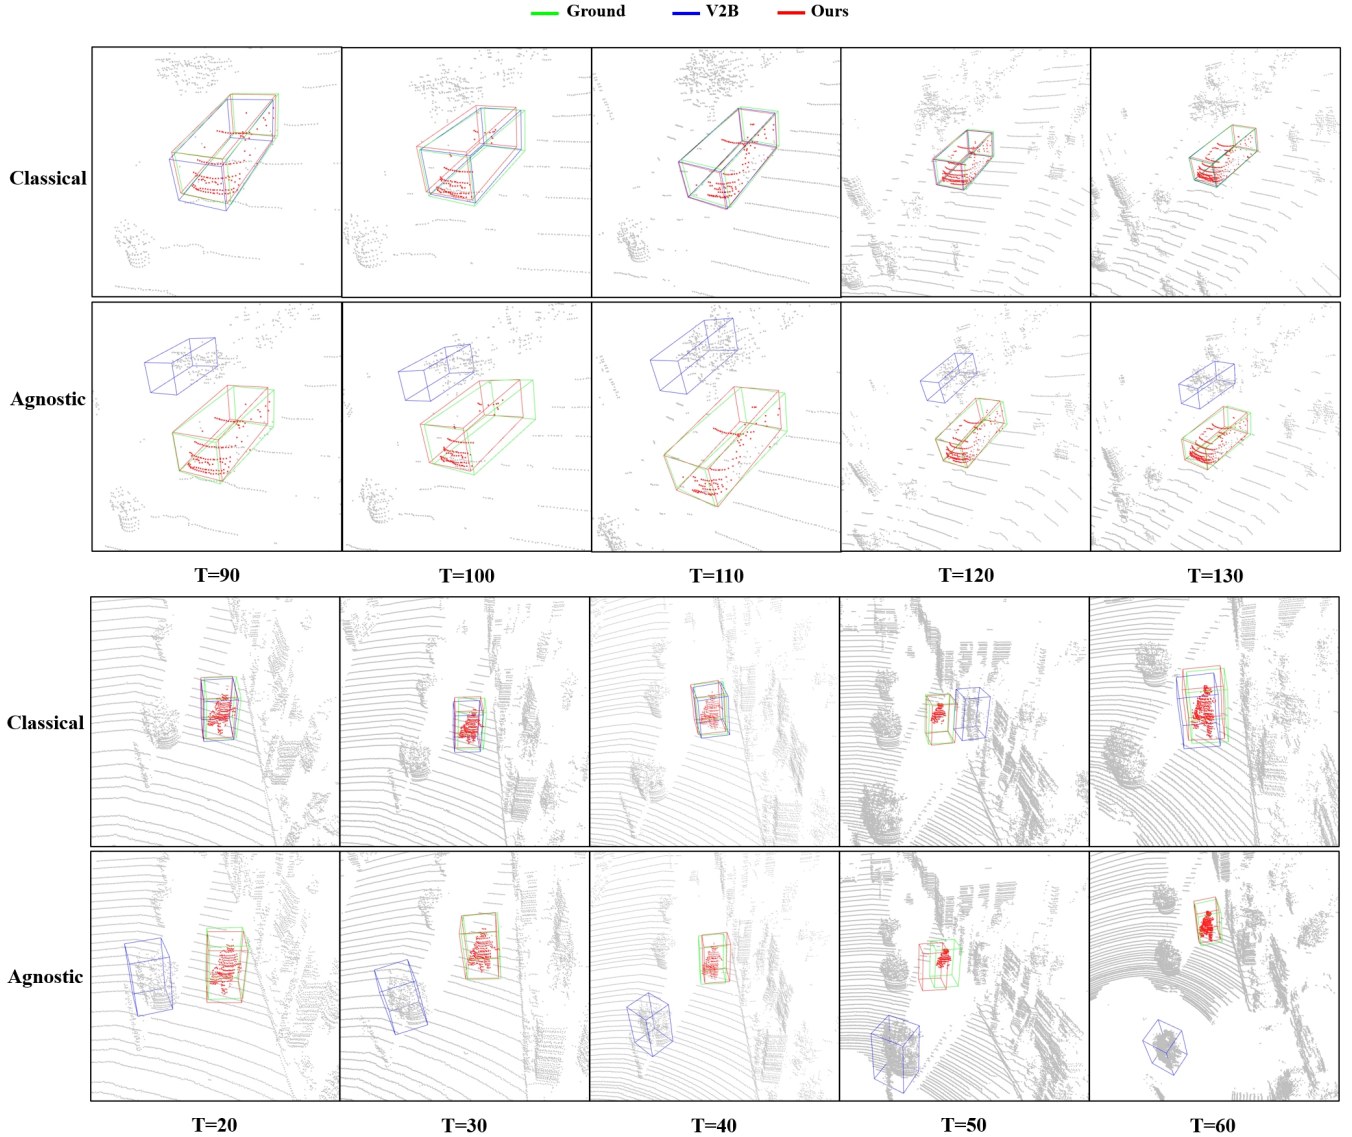 Ground V2B Ours
Classical
Agnostic
T=90 T=100 T=110 T=120 T=130
Classical
Agnostic
T=20 T=30 T=40 T=50 T=60